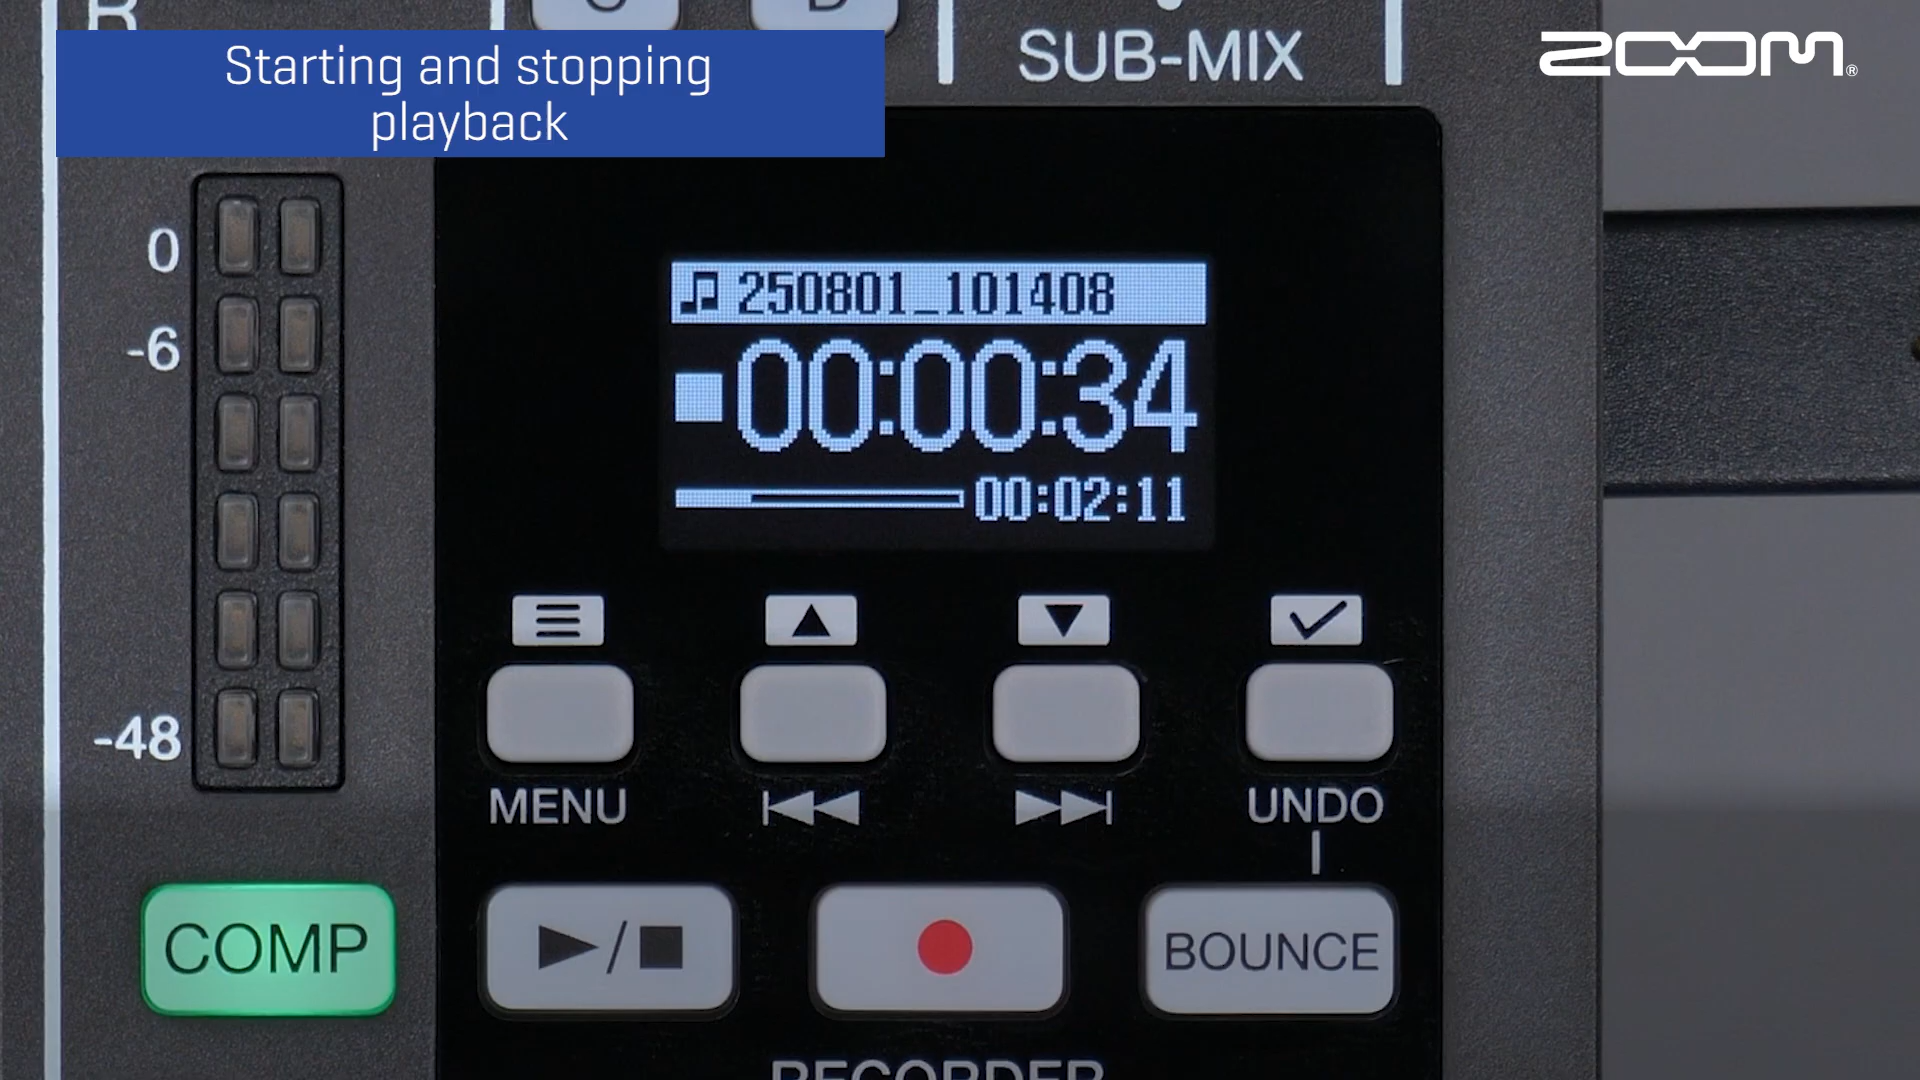 Starting and stopping
playback
SUB-MIX
ZOOM®
0
-6
-48
250801_101408
00:00:34
00:02:11
MENU
UNDO
COMP
BOUNCE
RECORDER